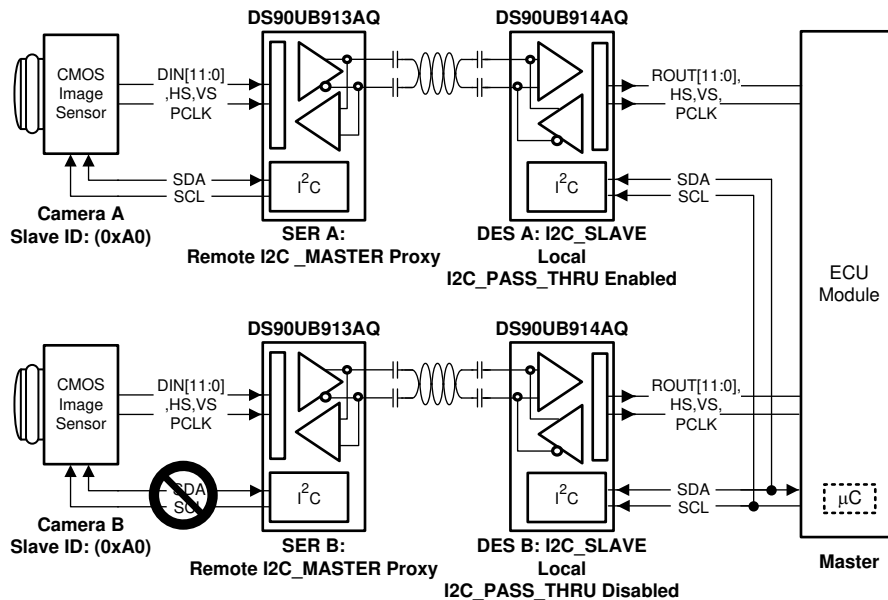 DS90UB913AQ
DS90UB914AQ
CMOS
Image
Sensor
DIN[11:0]
,HS,VS
PCLK
ROUT[11:0],
HS,VS,
PCLK
SDA
SCL
I²C
I²C
SDA
SCL
Camera A
Slave ID: (0xA0)
SER A:
Remote I2C _MASTER Proxy
DES A: I2C_SLAVE
Local
I2C_PASS_THRU Enabled
ECU
Module
DS90UB913AQ
DS90UB914AQ
CMOS
Image
Sensor
DIN[11:0]
,HS,VS
PCLK
ROUT[11:0],
HS,VS,
PCLK
SDA
SCL
I²C
I²C
SDA
SCL
µC
Camera B
Slave ID: (0xA0)
SER B:
Remote I2C_MASTER Proxy
DES B: I2C_SLAVE
Local
I2C_PASS_THRU Disabled
Master